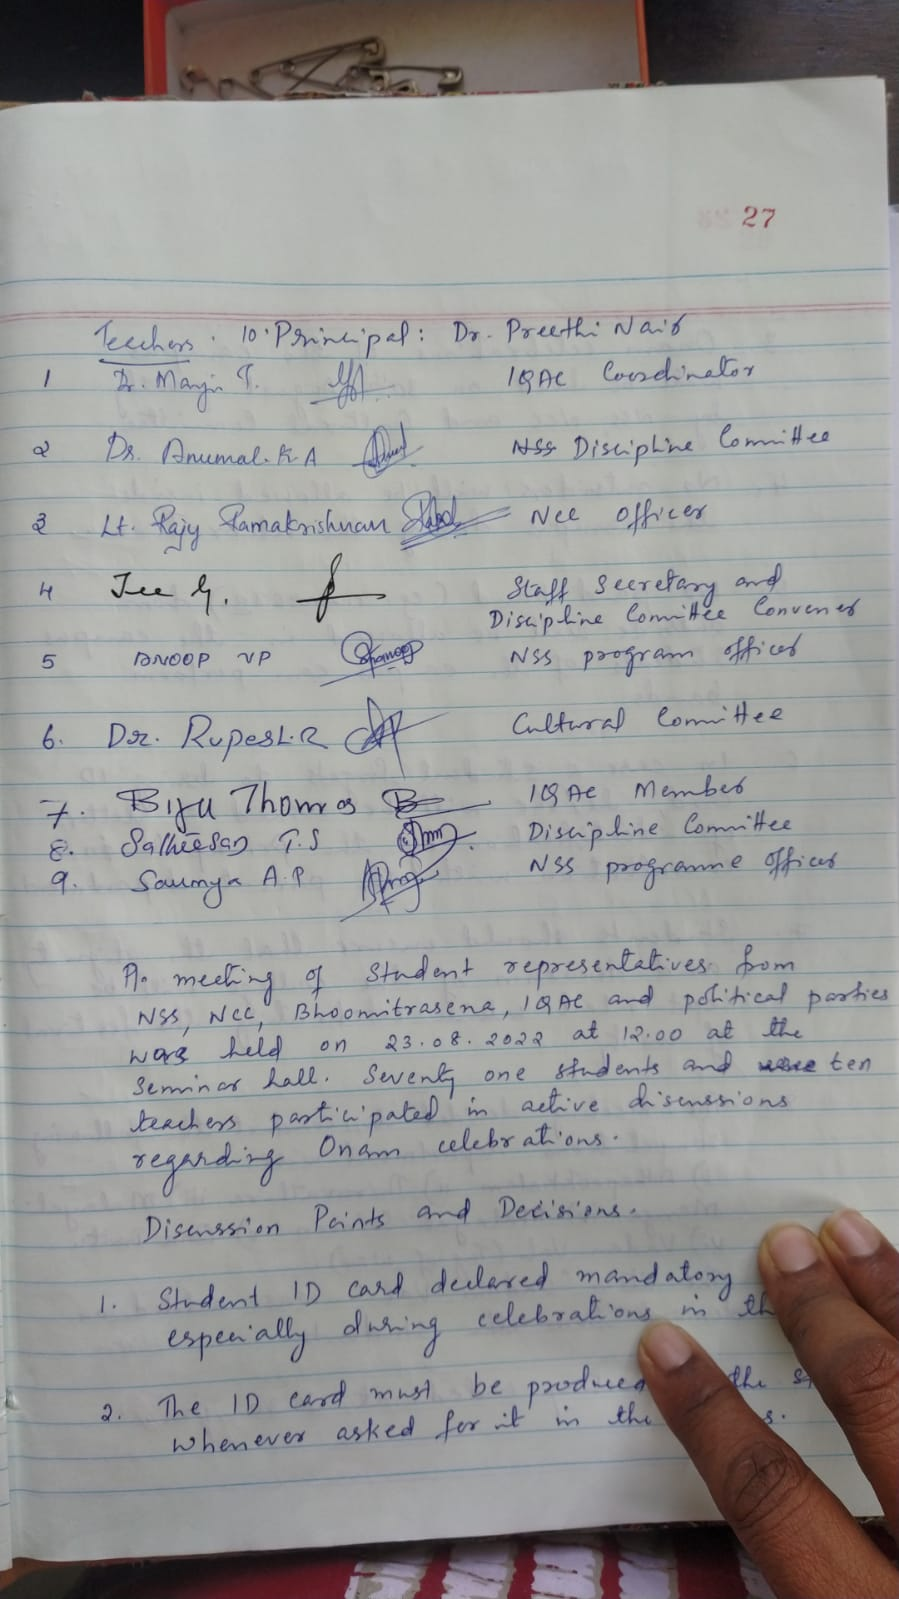 27
Teachers. 10. Principal: Dr. Preethi Nair
1 Dr. Manju T. IQAC Coordinator
2 Dr. Anumol. K A Discipline Committee
3 Lt. Rajy Ramakrishnan NCC Officer
4 Jee G. Staff Secretary and
Discipline Committee Convener
5 ANOOP VP NSS program officer
6. Dr. Rupesh.R Cultural Committee
7. Biju Thomas IQAC Member
8. Satheesan T.S Discipline Committee
9. Saumya A.P NSS programme officer
A meeting of student representatives from
NSS, NCC, Bhoomitrasena, IQAC and political parties
was held on 23.08.2022 at 12.00 at the
seminar hall. Seventy one students and ten
teachers participated in active discussions
regarding Onam celebrations.
Discussion Points and Decisions.
1. Student ID card declared mandatory
especially during celebrations in
2. The ID card must be produced the
whenever asked for it in the